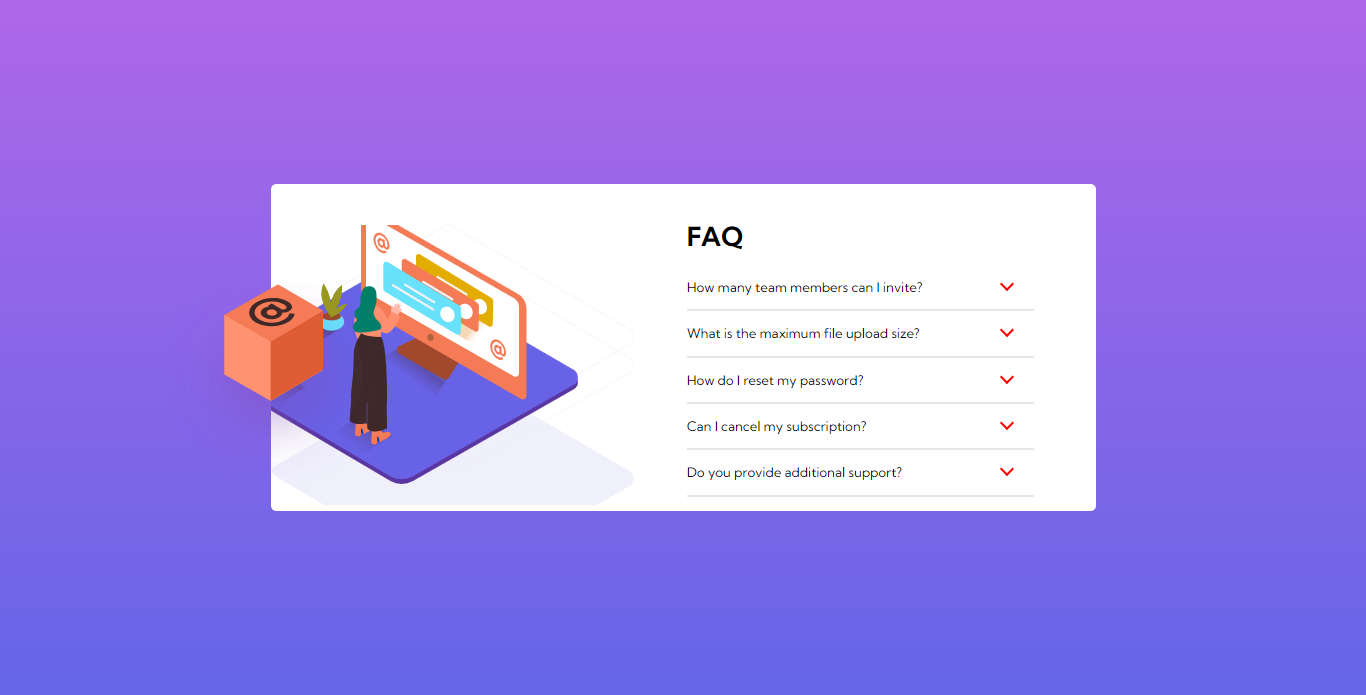 @
@
@
FAQ
How many team members can I invite?
What is the maximum file upload size?
How do I reset my password?
Can I cancel my subscription?
Do you provide additional support?